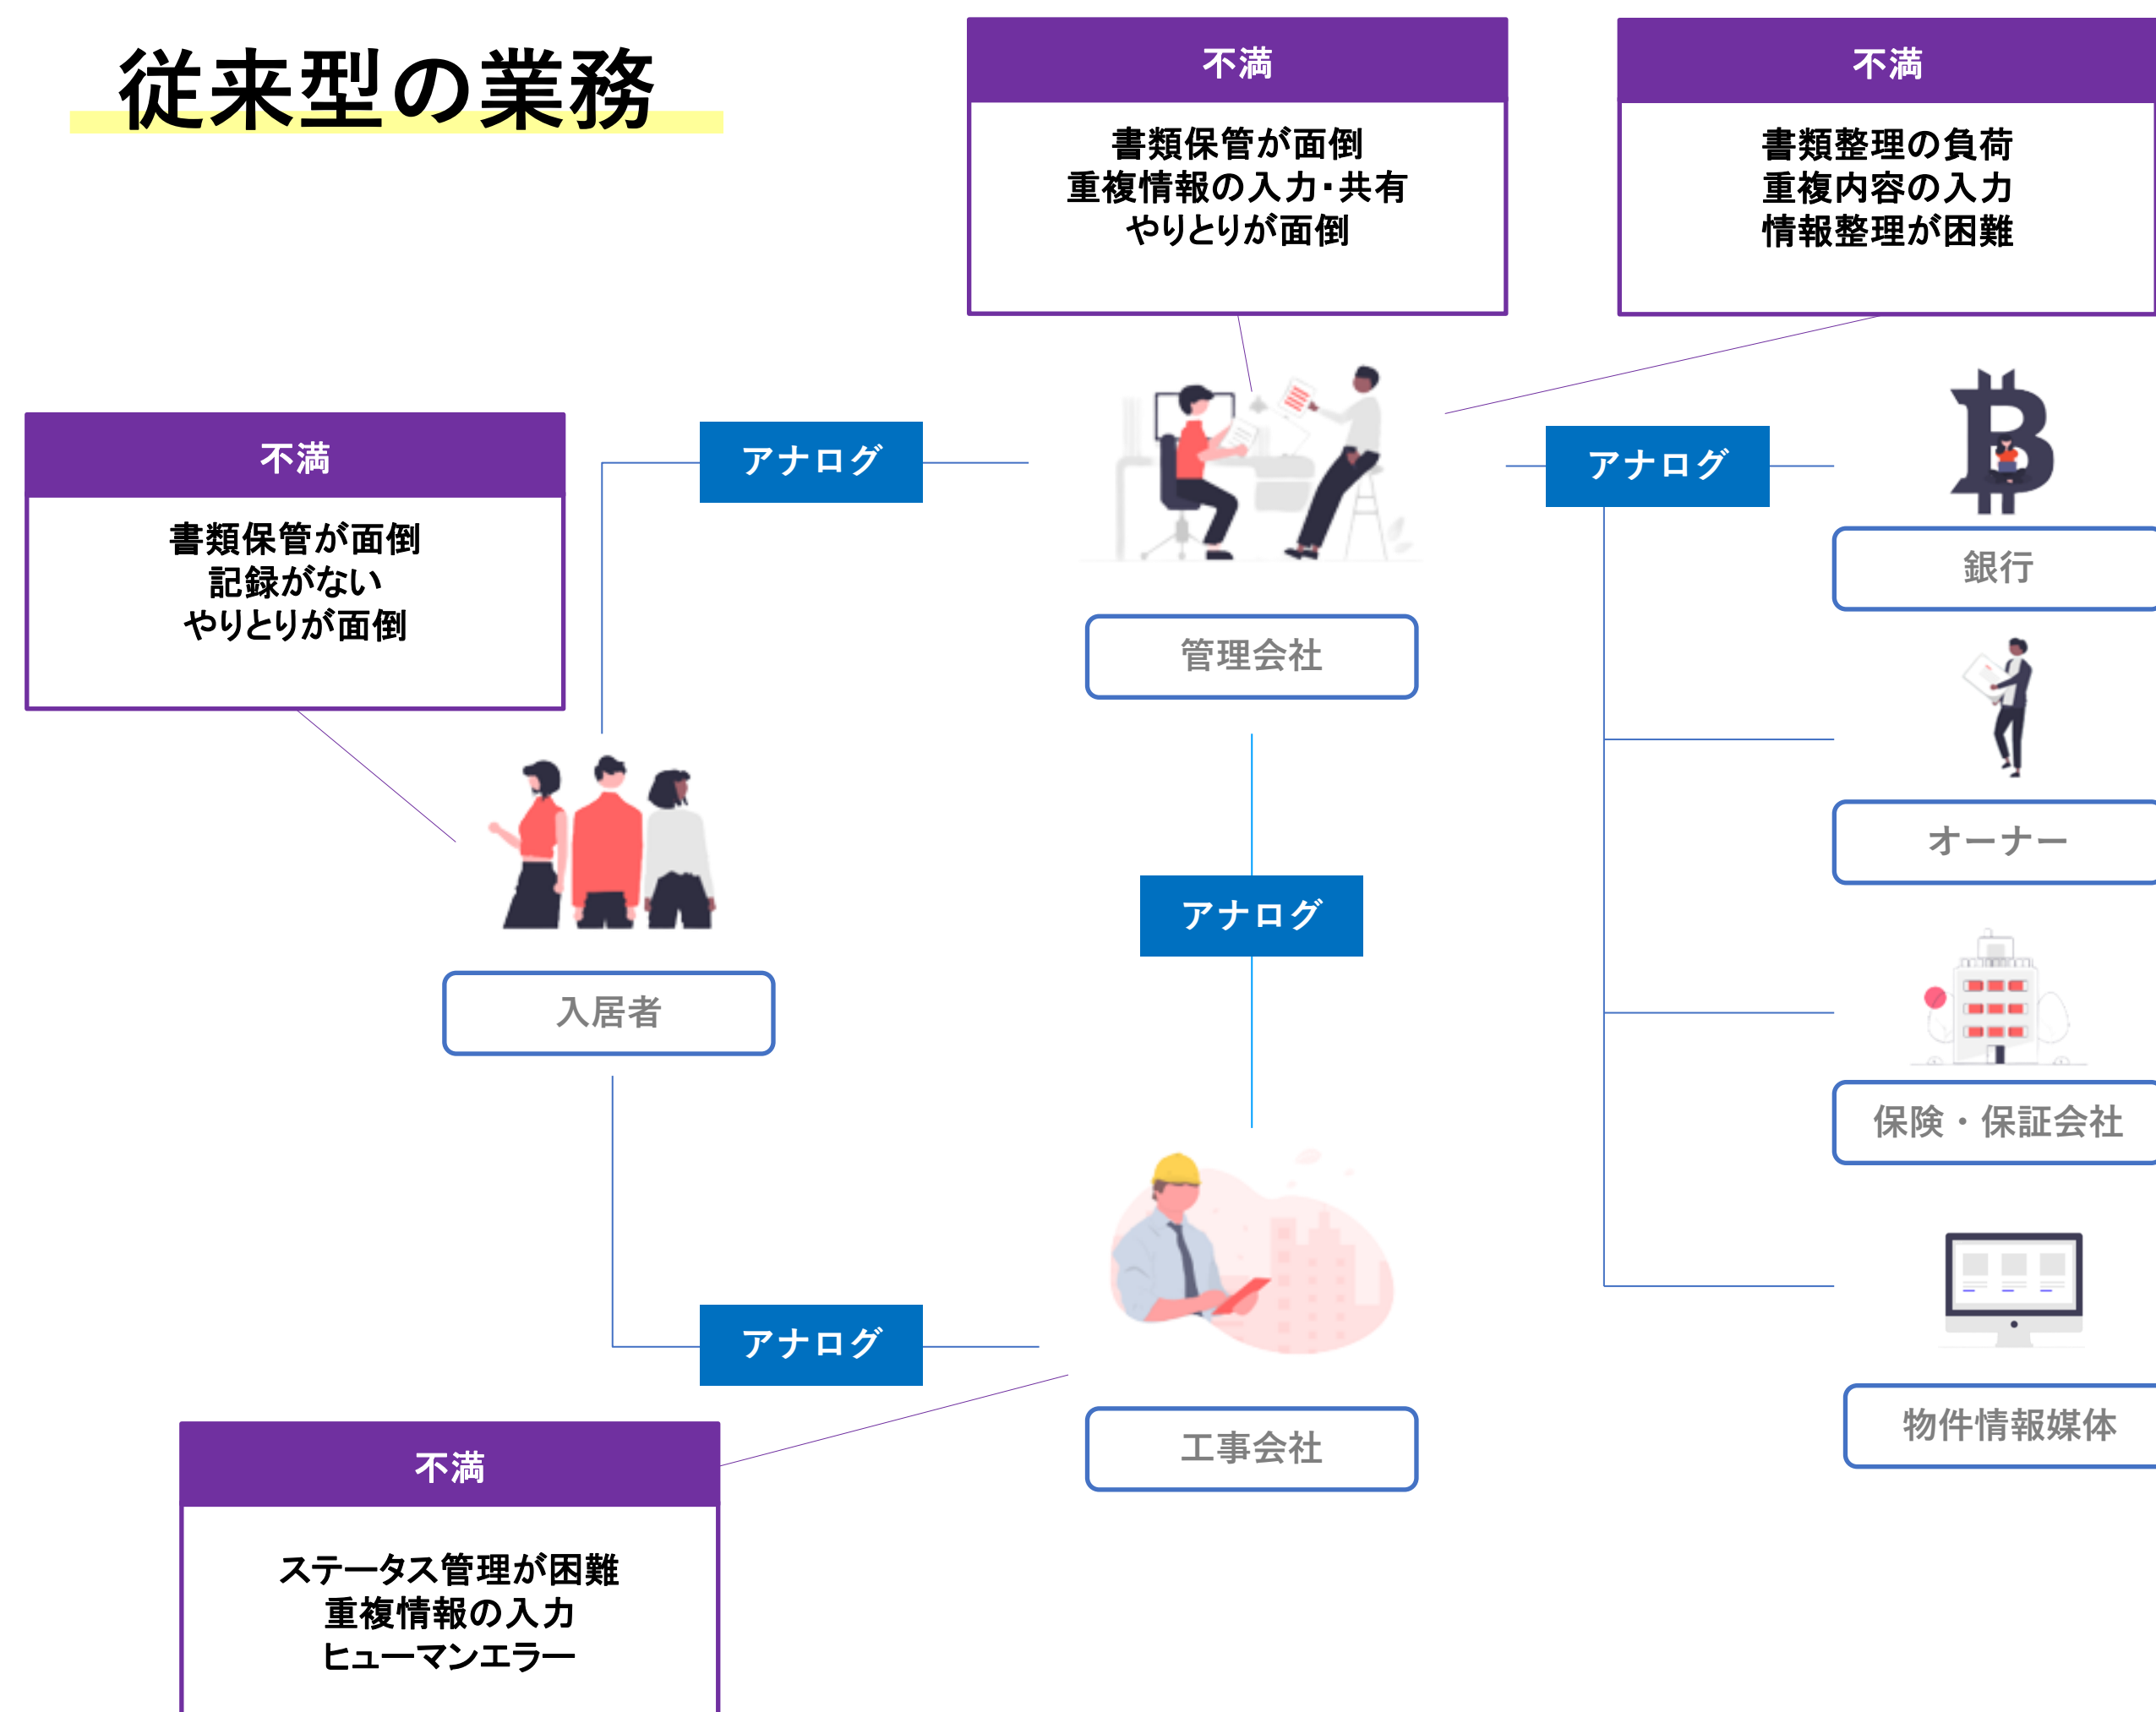 従来型の業務
不満
書類保管が面倒
重複情報の入力・共有
やりとりが面倒
不満
書類整理の負荷
重複内容の入力
情報整理が困難
不満
書類保管が面倒
記録がない
やりとりが面倒
アナログ
アナログ
銀行
管理会社
オーナー
アナログ
入居者
保険・保証会社
アナログ
物件情報媒体
工事会社
不満
ステータス管理が困難
重複情報の入力
ヒューマンエラー